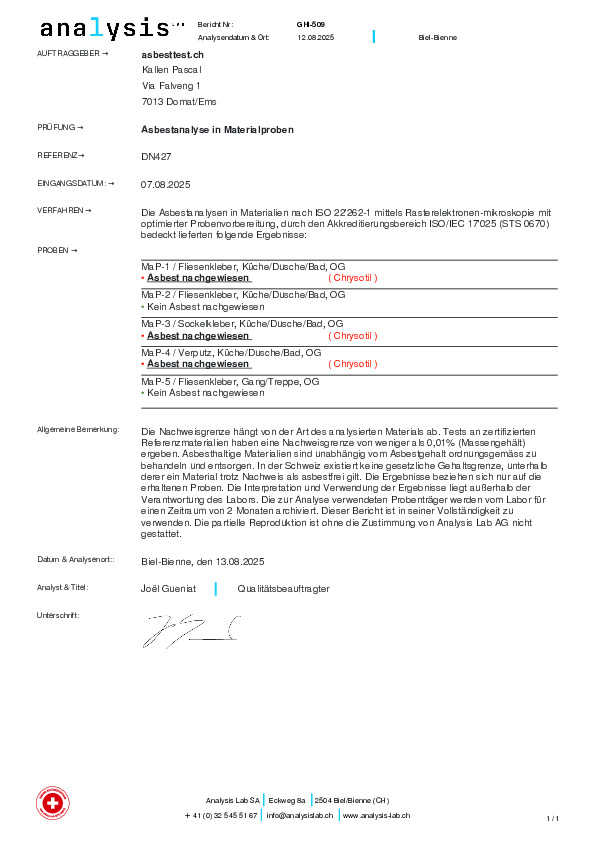 analysis
Bericht Nr: GHI-509
Analysendatum & Ort: 12.08.2025 Biel-Bienne
AUFTRAGGEBER → asbesttest.ch
Kallen Pascal
Via Falveng 1
7013 Domat/Ems
PRÜFUNG → Asbestanalyse in Materialproben
REFERENZ→ DN427
EINGANGSDATUM: → 07.08.2025
VERFAHREN → Die Asbestanalysen in Materialien nach ISO 22'262-1 mittels Rasterelektronen-mikroskopie mit
optimierter Probenvorbereitung, durch den Akkreditierungsbereich ISO/IEC 17025 (STS 0670)
bedeckt lieferten folgende Ergebnisse:
PROBEN →
MaP-1 / Fliesenkleber, Küche/Dusche/Bad, OG
• Asbest nachgewiesen ( Chrysotil )
MaP-2 / Fliesenkleber, Küche/Dusche/Bad, OG
• Kein Asbest nachgewiesen
MaP-3 / Sockelkleber, Küche/Dusche/Bad, OG
• Asbest nachgewiesen ( Chrysotil )
MaP-4 / Verputz, Küche/Dusche/Bad, OG
• Asbest nachgewiesen ( Chrysotil )
MaP-5 / Fliesenkleber, Gang/Treppe, OG
• Kein Asbest nachgewiesen
Allgemeine Bemerkung: Die Nachweisgrenze hängt von der Art des analysierten Materials ab. Tests an zertifizierten
Referenzmaterialien haben eine Nachweisgrenze von weniger als 0,01% (Massengehält)
ergeben. Asbesthaltige Materialien sind unabhängig vom Asbestgehalt ordnungsgemäss zu
behandeln und entsorgen. In der Schweiz existiert keine gesetzliche Gehaltsgrenze, unterhalb
derer ein Material trotz Nachweis als asbestfrei gilt. Die Ergebnisse beziehen sich nur auf die
erhaltenen Proben. Die Interpretation und Verwendung der Ergebnisse liegt außerhalb der
Verantwortung des Labors. Die zur Analyse verwendeten Probenträger werden vom Labor für
einen Zeitraum von 2 Monaten archiviert. Dieser Bericht ist in seiner Vollständigkeit zu
verwenden. Die partielle Reproduktion ist ohne die Zustimmung von Analysis Lab AG nicht
gestattet.
Datum & Analysenort:: Biel-Bienne, den 13.08.2025
Analyst & Titel: Joël Gueniat Qualitätsbeauftragter
Unterschrift:
Analysis Lab SA Eckweg 8a 2504 Biel/Bienne (CH)
+ 41 (0) 32 545 51 67 info@analysislab.ch www.analysis-lab.ch
1 / 1